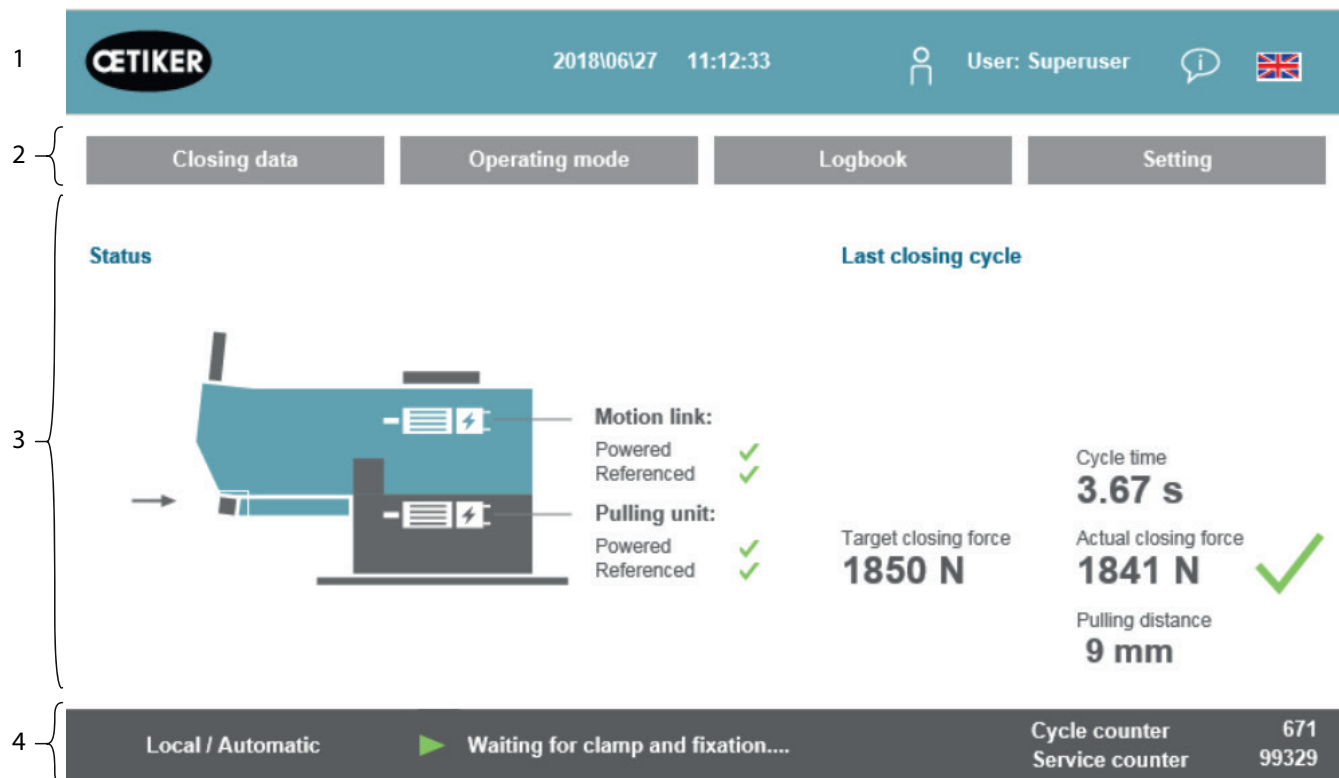 1
ŒTIKER
2018\06\27 11:12:33
User: Superuser
i
2
Closing data
Operating mode
Logbook
Setting
3
Status
Last closing cycle
Motion link:
Powered
Referenced
Pulling unit:
Powered
Referenced
Cycle time
3.67 s
Target closing force
1850 N
Actual closing force
1841 N
Pulling distance
9 mm
4
Local / Automatic
Waiting for clamp and fixation....
Cycle counter 671
Service counter 99329